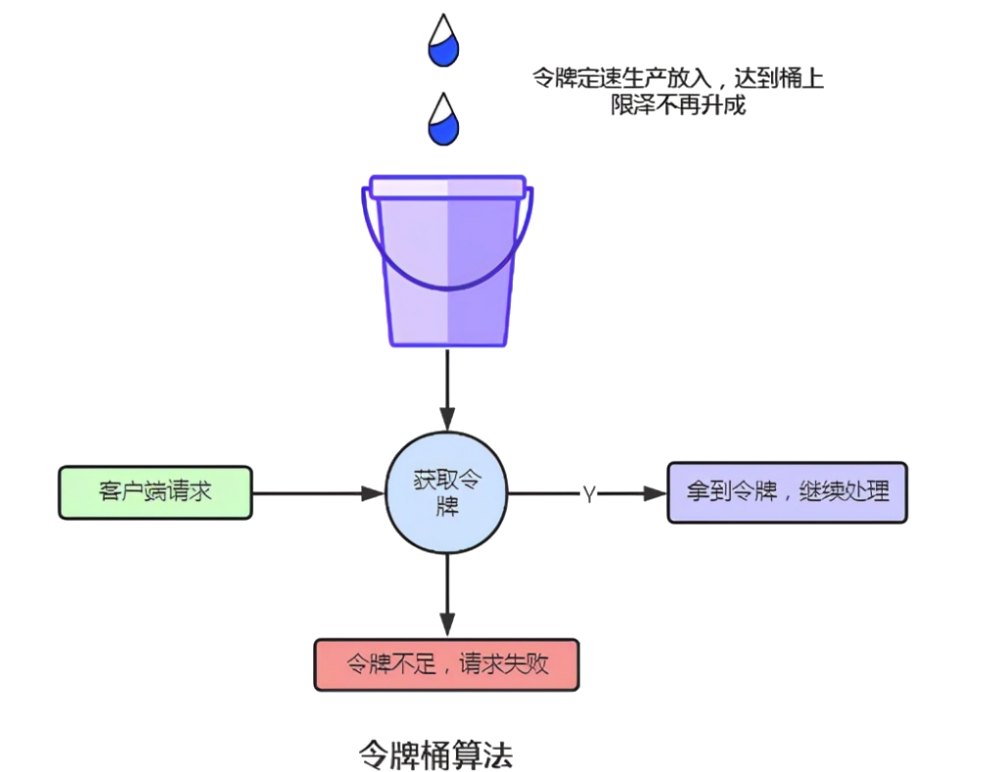 令牌定速生产放入，达到桶上
限泽不再升成
客户端请求
获取令
牌
Y
拿到令牌，继续处理
令牌不足，请求失败
令牌桶算法